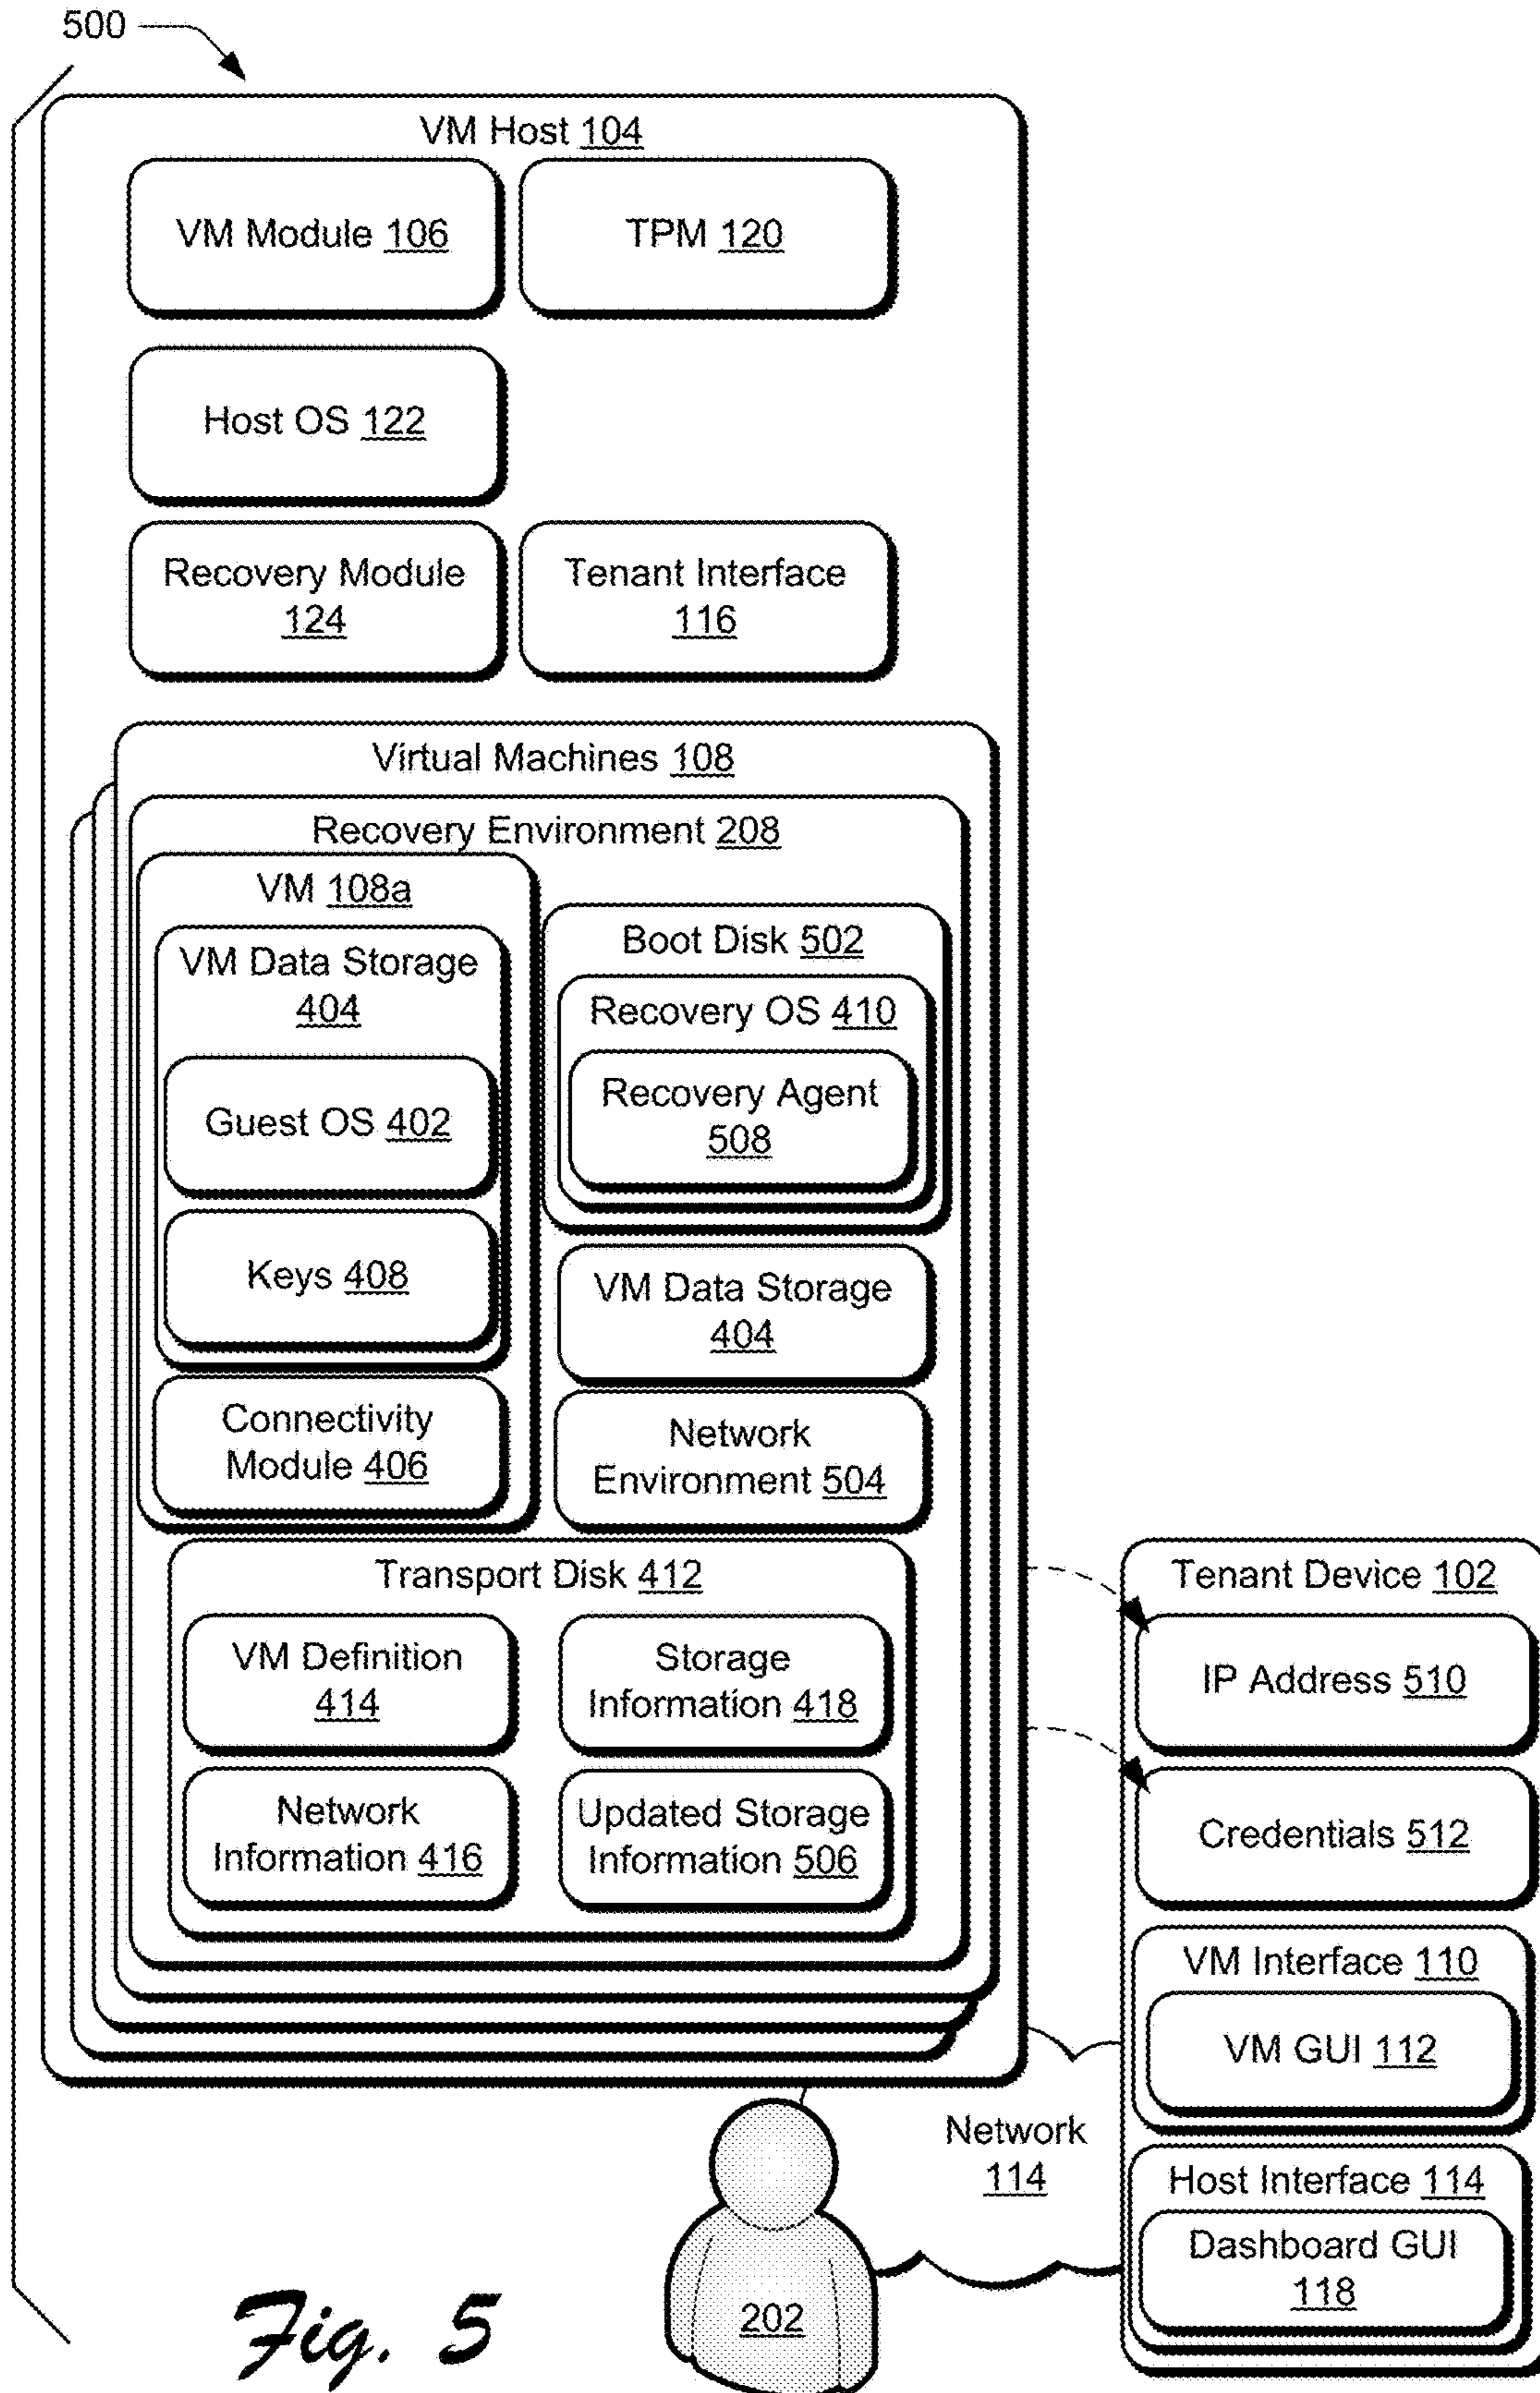 500
VM Host 104
VM Module 106
TPM 120
Host OS 122
Recovery Module
124
Tenant Interface
116
Virtual Machines 108
Recovery Environment 208
VM 108a
VM Data Storage
404
Guest OS 402
Keys 408
Connectivity
Module 406
Boot Disk 502
Recovery OS 410
Recovery Agent
508
VM Data Storage
404
Network
Environment 504
Transport Disk 412
VM Definition
414
Storage
Information 418
Network
Information 416
Updated Storage
Information 506
Tenant Device 102
IP Address 510
Credentials 512
VM Interface 110
VM GUI 112
Host Interface 114
Dashboard GUI
118
Network
114
202
Fig. 5